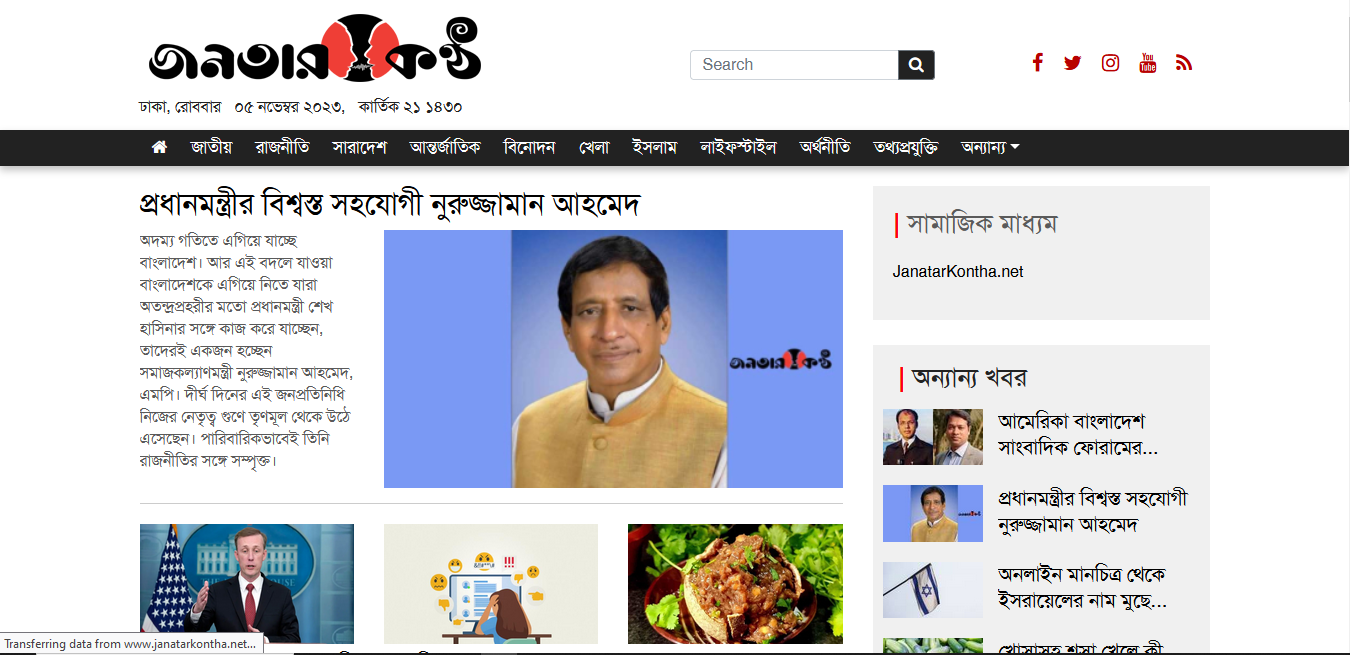 জনতার কণ্ঠ
Search
You
Tube
ঢাকা, রোববার ০৫ নভেম্বর ২০২৩, কার্তিক ২১ ১৪৩০
জাতীয় রাজনীতি সারাদেশ আন্তর্জাতিক বিনোদন খেলা ইসলাম লাইফস্টাইল অর্থনীতি তথ্যপ্রযুক্তি অন্যান্য
প্রধানমন্ত্রীর বিশ্বস্ত সহযোগী নুরুজ্জামান আহমেদ
অদম্য গতিতে এগিয়ে যাচ্ছে
বাংলাদেশ। আর এই বদলে যাওয়া
বাংলাদেশকে এগিয়ে নিতে যারা
অতন্দ্রপ্রহরীর মতো প্রধানমন্ত্রী শেখ
হাসিনার সঙ্গে কাজ করে যাচ্ছেন,
তাদেরই একজন হচ্ছেন
সমাজকল্যাণমন্ত্রী নুরুজ্জামান আহমেদ,
এমপি। দীর্ঘ দিনের এই জনপ্রতিনিধি
নিজের নেতৃত্ব গুণে তৃণমূল থেকে উঠে
এসেছেন। পারিবারিকভাবেই তিনি
রাজনীতির সঙ্গে সম্পৃক্ত।
জনতার কণ্ঠ
সামাজিক মাধ্যম
JanatarKontha.net
অন্যান্য খবর
আমেরিকা বাংলাদেশ
সাংবাদিক ফোরামের...
প্রধানমন্ত্রীর বিশ্বস্ত সহযোগী
নুরুজ্জামান আহমেদ
অনলাইন মানচিত্র থেকে
ইসরায়েলের নাম মুছে...
খোসাসহ শসা খেলে কী
!!!
Transferring data from www.janatarkontha.net...